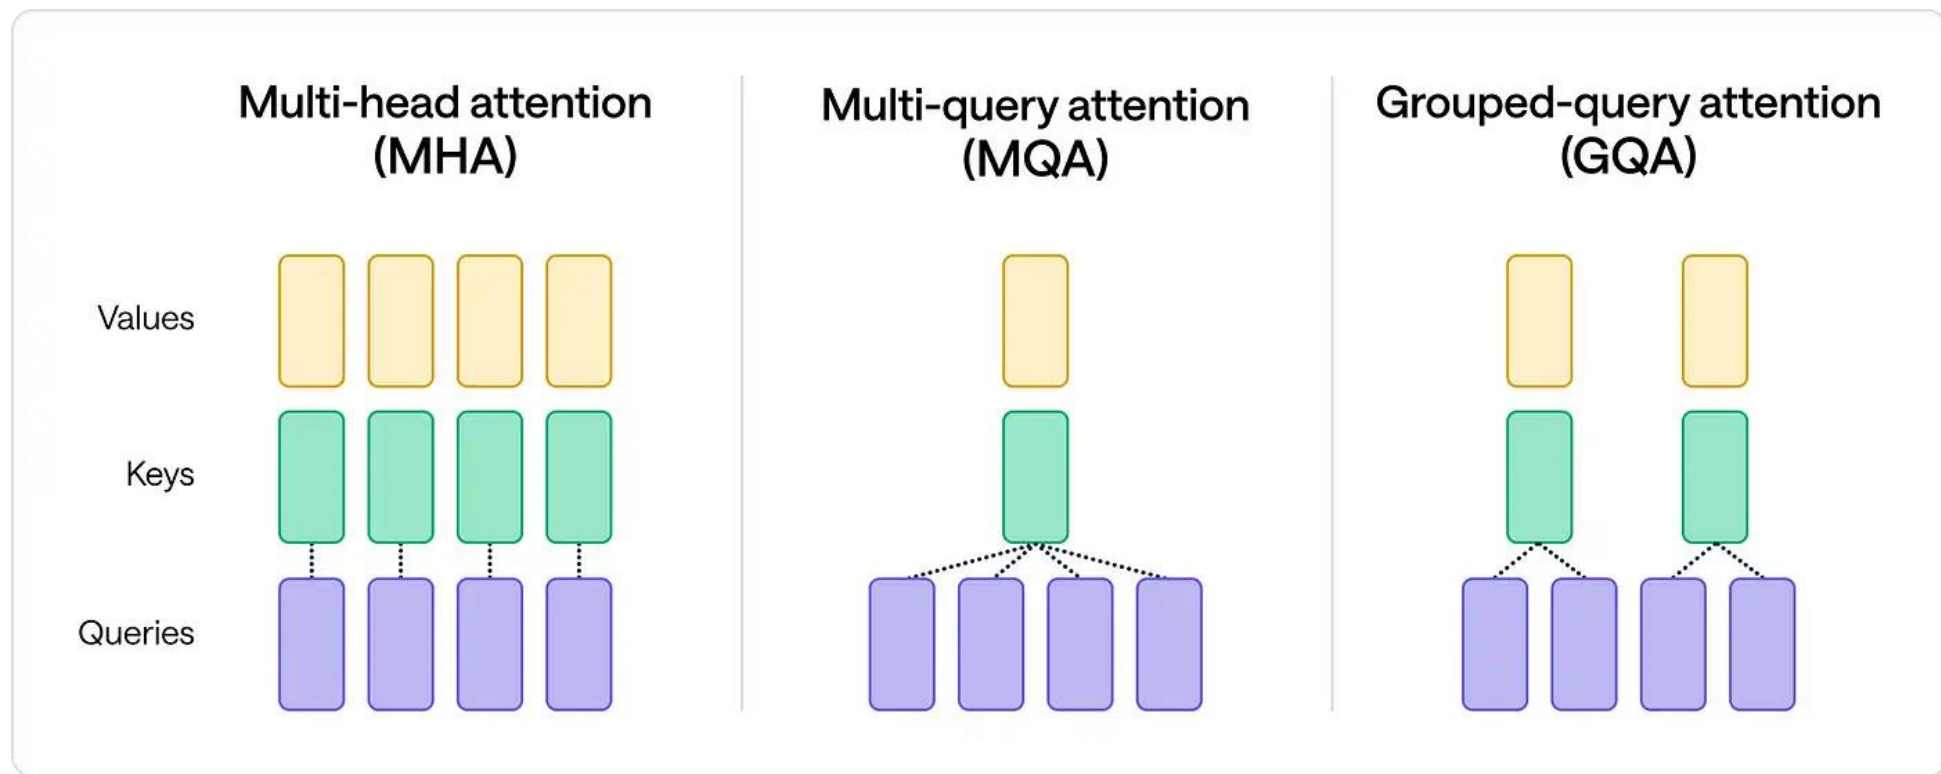 Multi-head attention
(MHA)
Multi-query attention
(MQA)
Grouped-query attention
(GQA)
Values
Keys
Queries